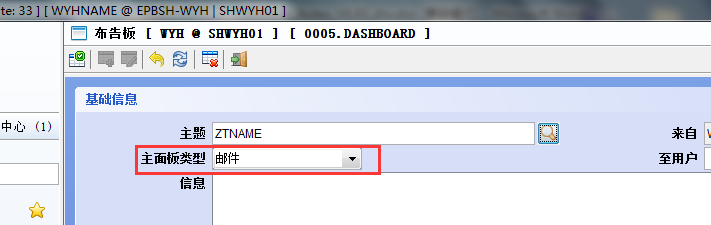 te: 33 ] [ WYHNAME @ EPBSH-WYH | SHWYH01 ]
布告板 [ WYH @ SHWYH01 ] [ 0005.DASHBOARD ]
基础信息
中心 (1)
主题 ZTNAME 来自
主面板类型 邮件 至用户
信息